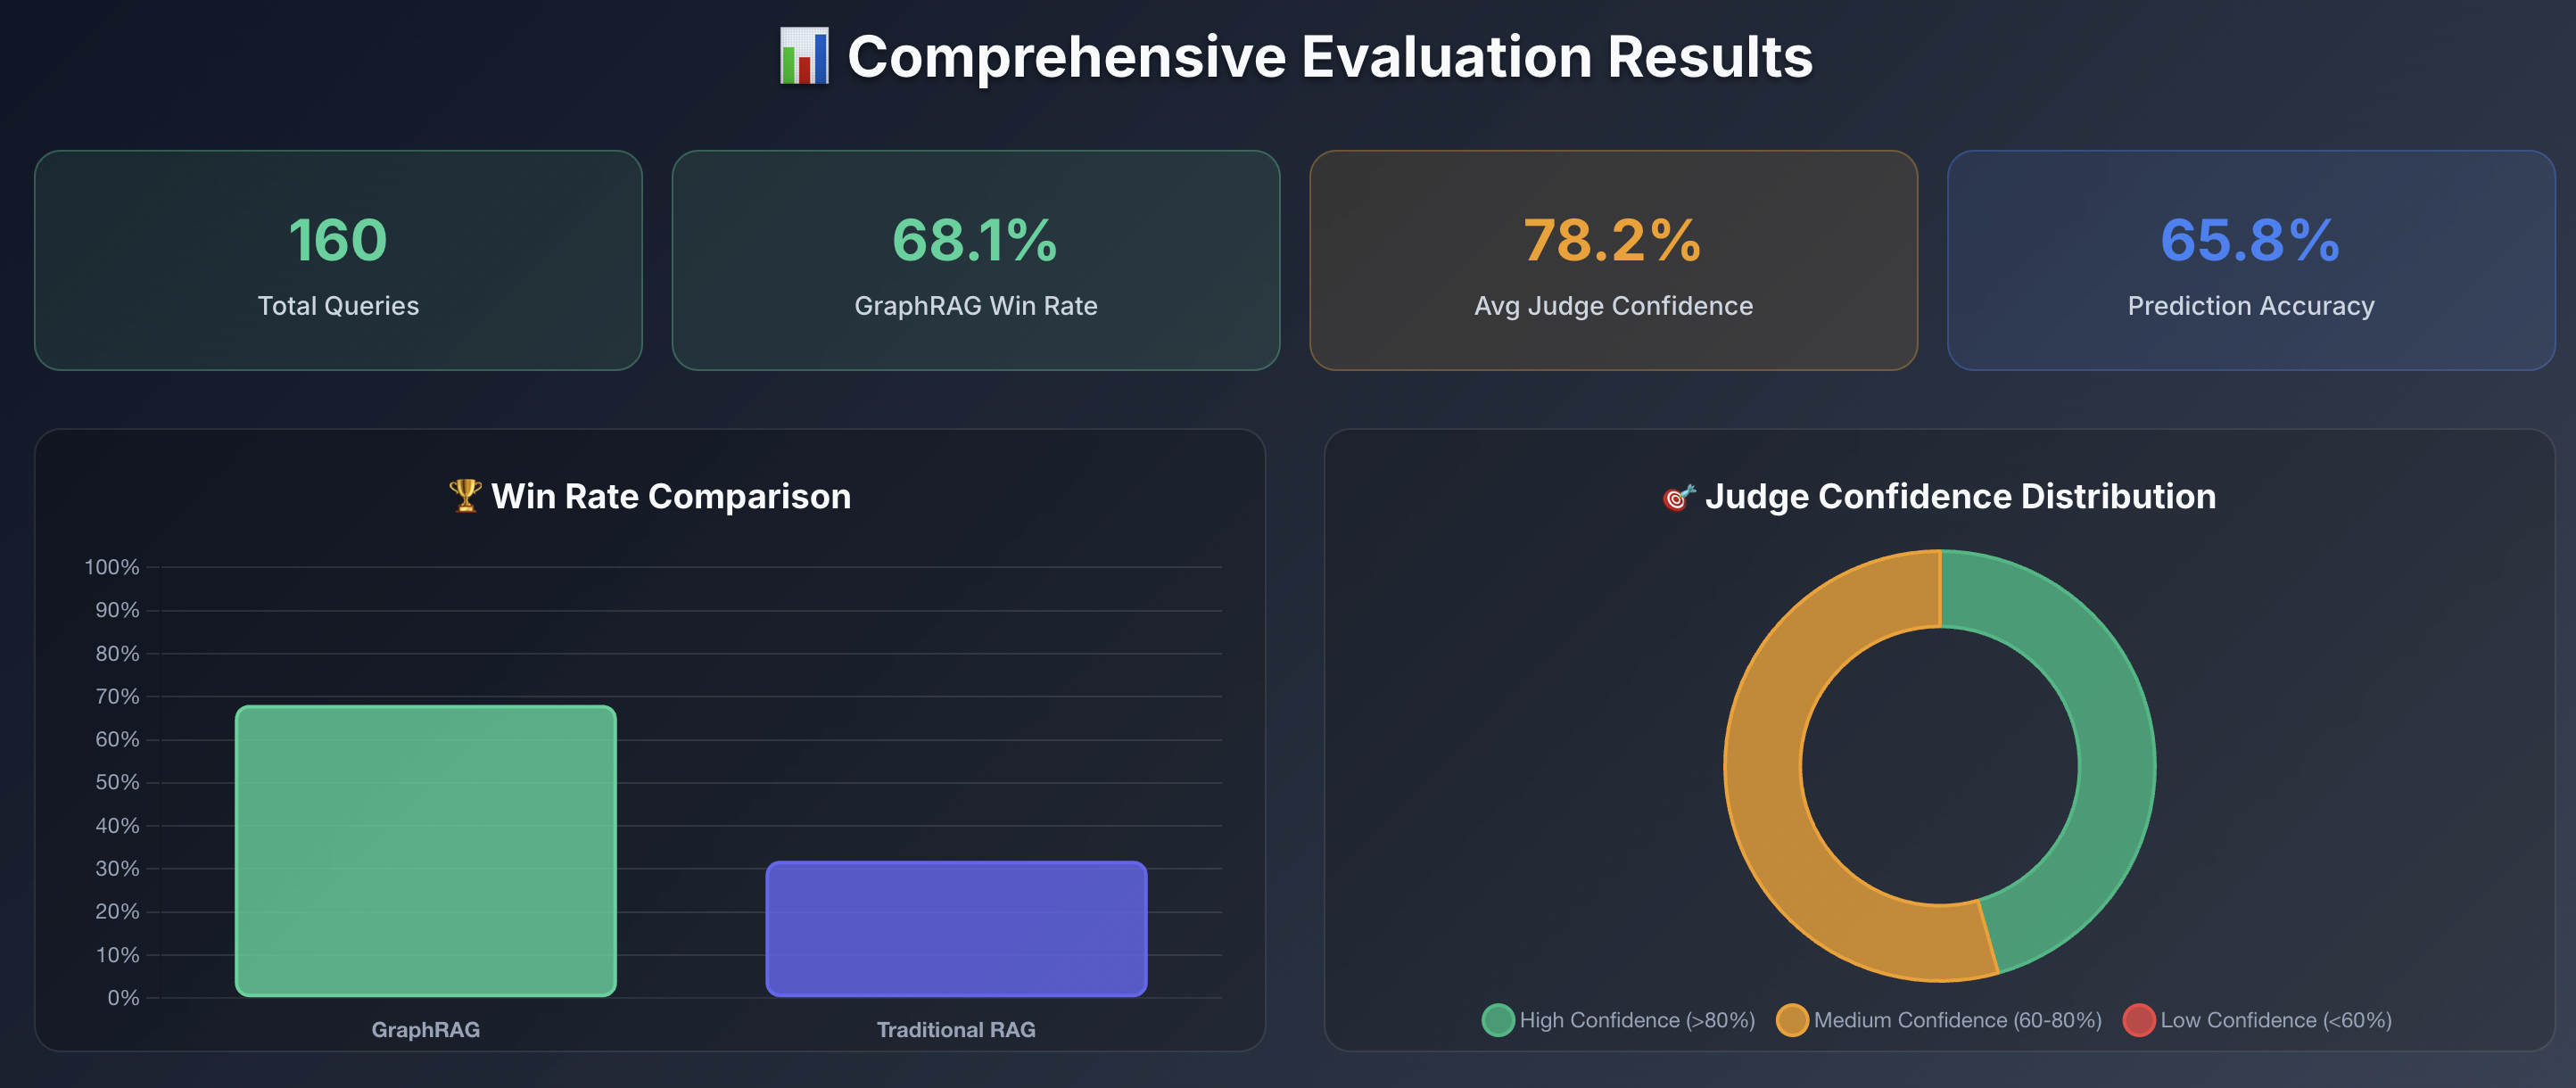 📊 Comprehensive Evaluation Results
160
Total Queries
68.1%
GraphRAG Win Rate
78.2%
Avg Judge Confidence
65.8%
Prediction Accuracy
🏆 Win Rate Comparison
100%
90%
80%
70%
60%
50%
40%
30%
20%
10%
0%
GraphRAG
Traditional RAG
🎯 Judge Confidence Distribution
High Confidence (>80%)
Medium Confidence (60-80%)
Low Confidence (<60%)